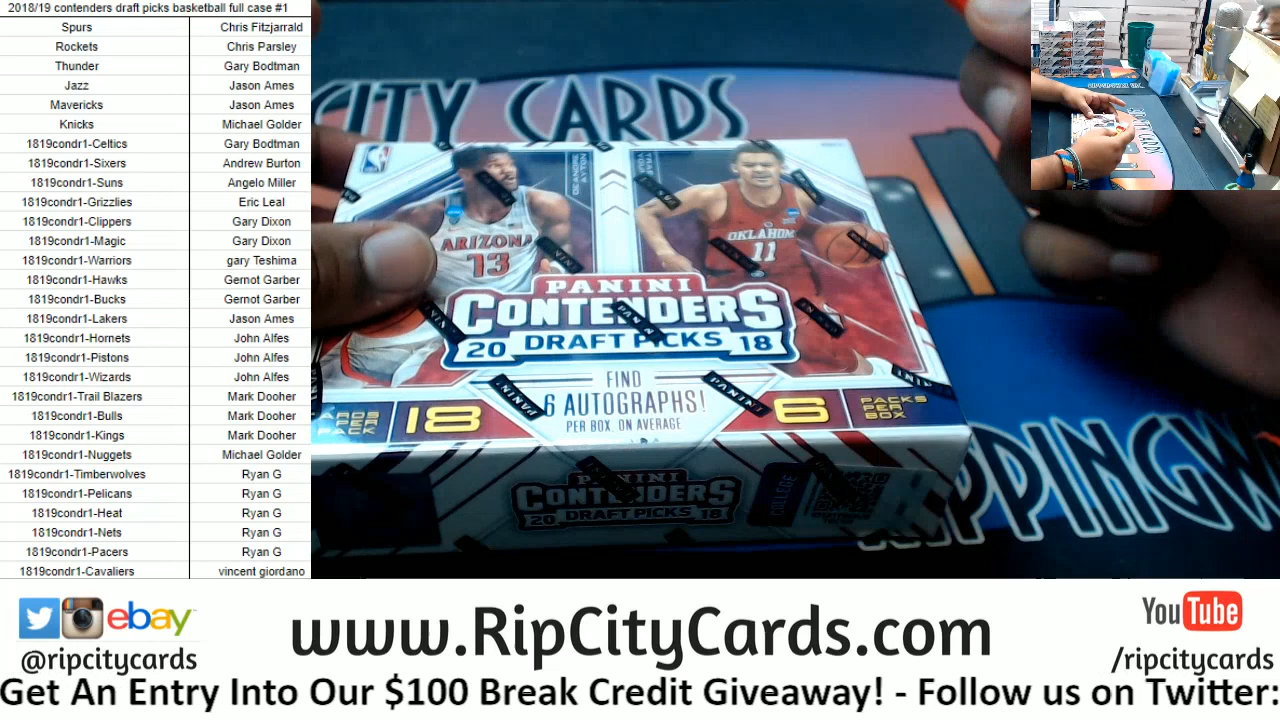 2018/19 contenders draft picks basketball full case #1
Spurs Chris Fitzjarrald
Rockets Chris Parsley
Thunder Gary Bodtman
Jazz Jason Ames
Mavericks Jason Ames
Knicks Michael Golder
1819condr1-Celtics Gary Bodtman
1819condr1-Sixers Andrew Burton
1819condr1-Suns Angelo Miller
1819condr1-Grizzlies Eric Leal
1819condr1-Clippers Gary Dixon
1819condr1-Magic Gary Dixon
1819condr1-Warriors gary Teshima
1819condr1-Hawks Gernot Garber
1819condr1-Bucks Gernot Garber
1819condr1-Lakers Jason Ames
1819condr1-Hornets John Alfes
1819condr1-Pistons John Alfes
1819condr1-Wizards John Alfes
1819condr1-Trail Blazers Mark Dooher
1819condr1-Bulls Mark Dooher
1819condr1-Kings Mark Dooher
1819condr1-Nuggets Michael Golder
1819condr1-Timberwolves Ryan G
1819condr1-Pelicans Ryan G
1819condr1-Heat Ryan G
1819condr1-Nets Ryan G
1819condr1-Pacers Ryan G
1819condr1-Cavaliers vincent giordano
CITY CARDS
ARIZONA
13
OKLAHOMA
11
PANINI
CONTENDERS
20 DRAFT PICKS 18
FIND
6 AUTOGRAPHS!
PER BOX, ON AVERAGE
18
6 PACKS PER BOX
PANINI
CONTENDERS
20 DRAFT PICKS 18
COLLEGE
ebay
@ripcitycards
www.RipCityCards.com
YouTube
/ripcitycards
Get An Entry Into Our $100 Break Credit Giveaway! - Follow us on Twitter: